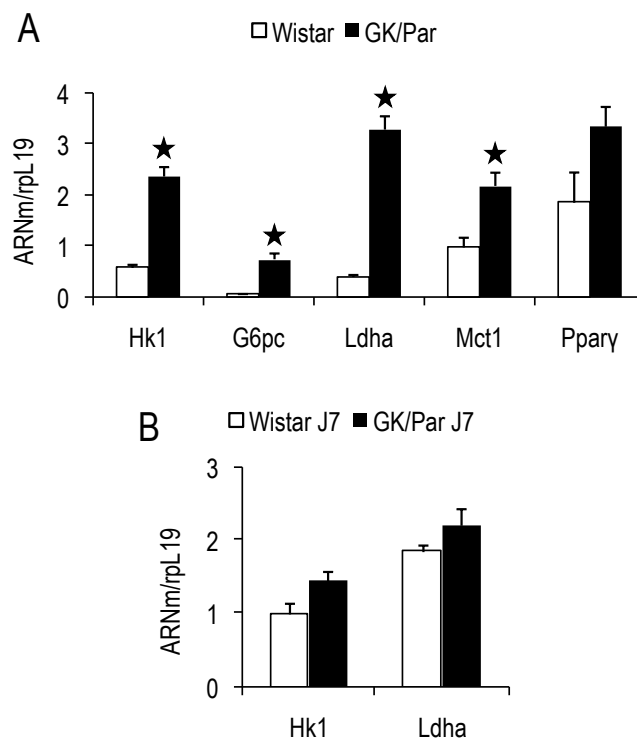 A
Wistar GK/Par
ARNm/rpL19
4
3
2
1
0
Hk1 G6pc Ldha Mct1 Pparγ
B
Wistar J7 GK/Par J7
ARNm/rpL19
3
2
1
0
Hk1 Ldha